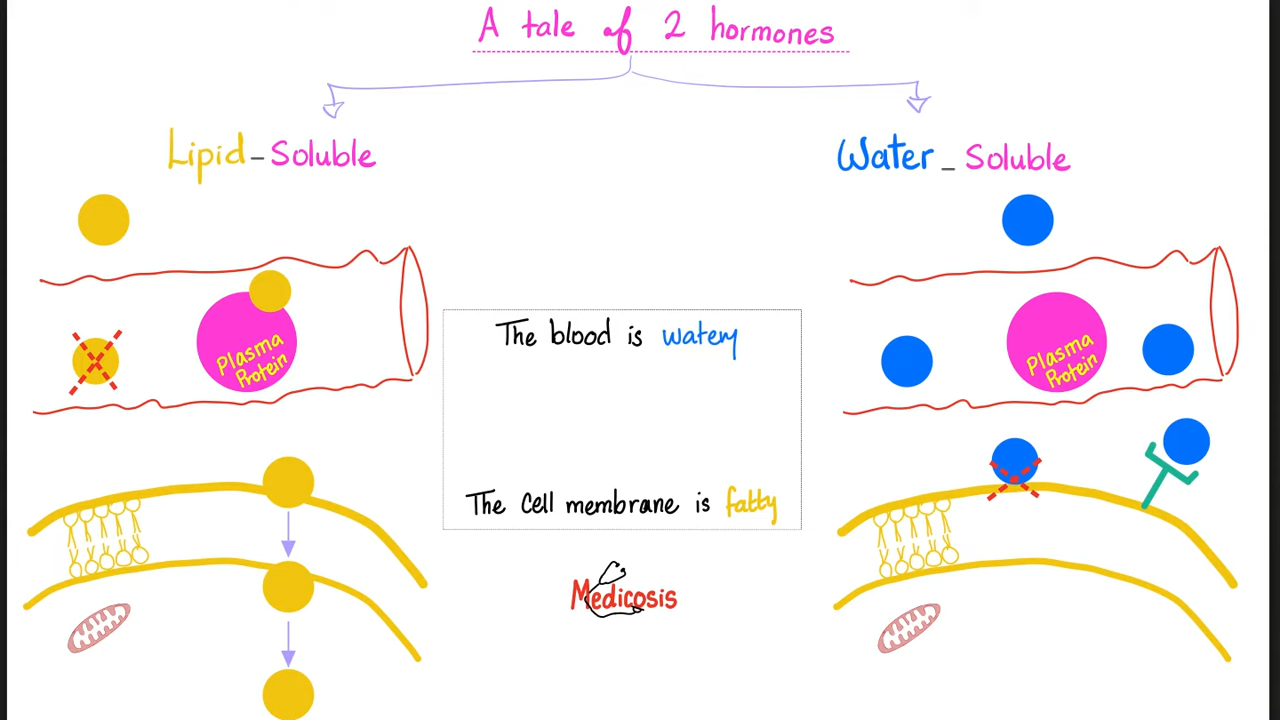 A tale of 2 hormones
Lipid - Soluble
Water - Soluble
Plasma
Protein
The blood is watery
Plasma
Protein
The cell membrane is fatty
Medicosis